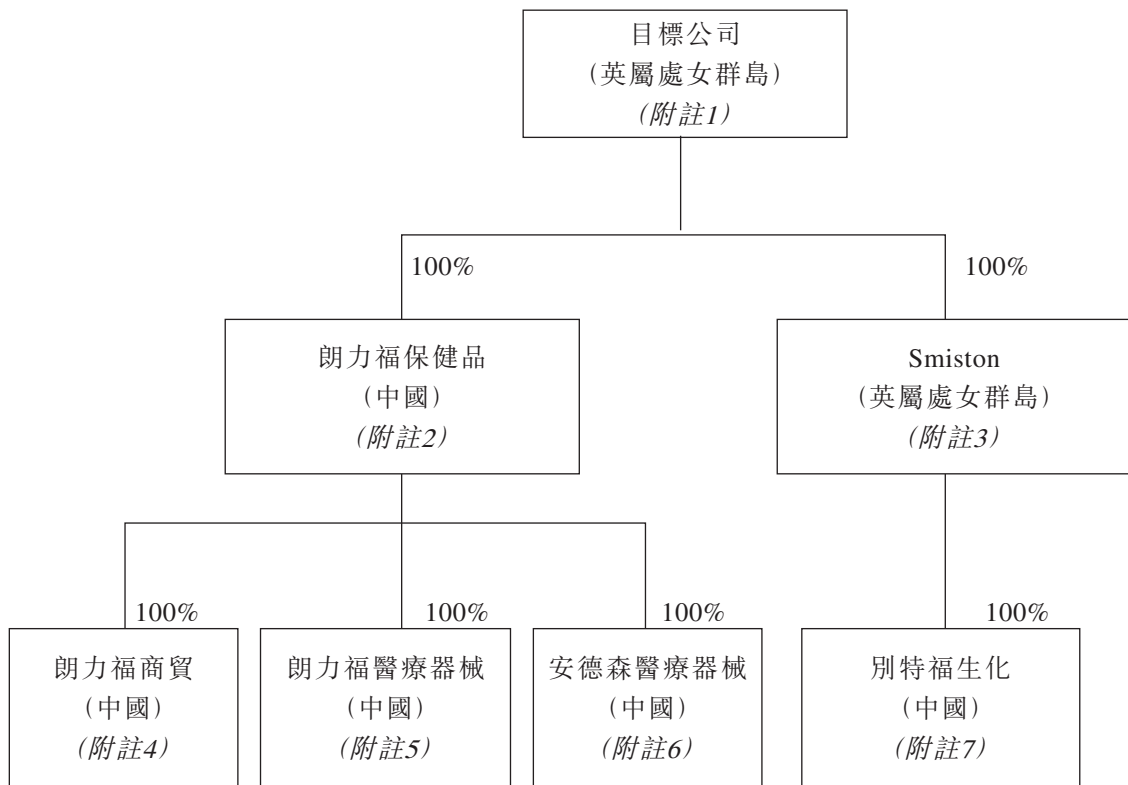 目標公司
（英屬處女群島）
（附註1）
100%
100%
朗力福保健品
（中國）
（附註2）
Smiston
（英屬處女群島）
（附註3）
100%
100%
100%
100%
朗力福商貿
（中國）
（附註4）
朗力福醫療器械
（中國）
（附註5）
安德森醫療器械
（中國）
（附註6）
別特福生化
（中國）
（附註7）